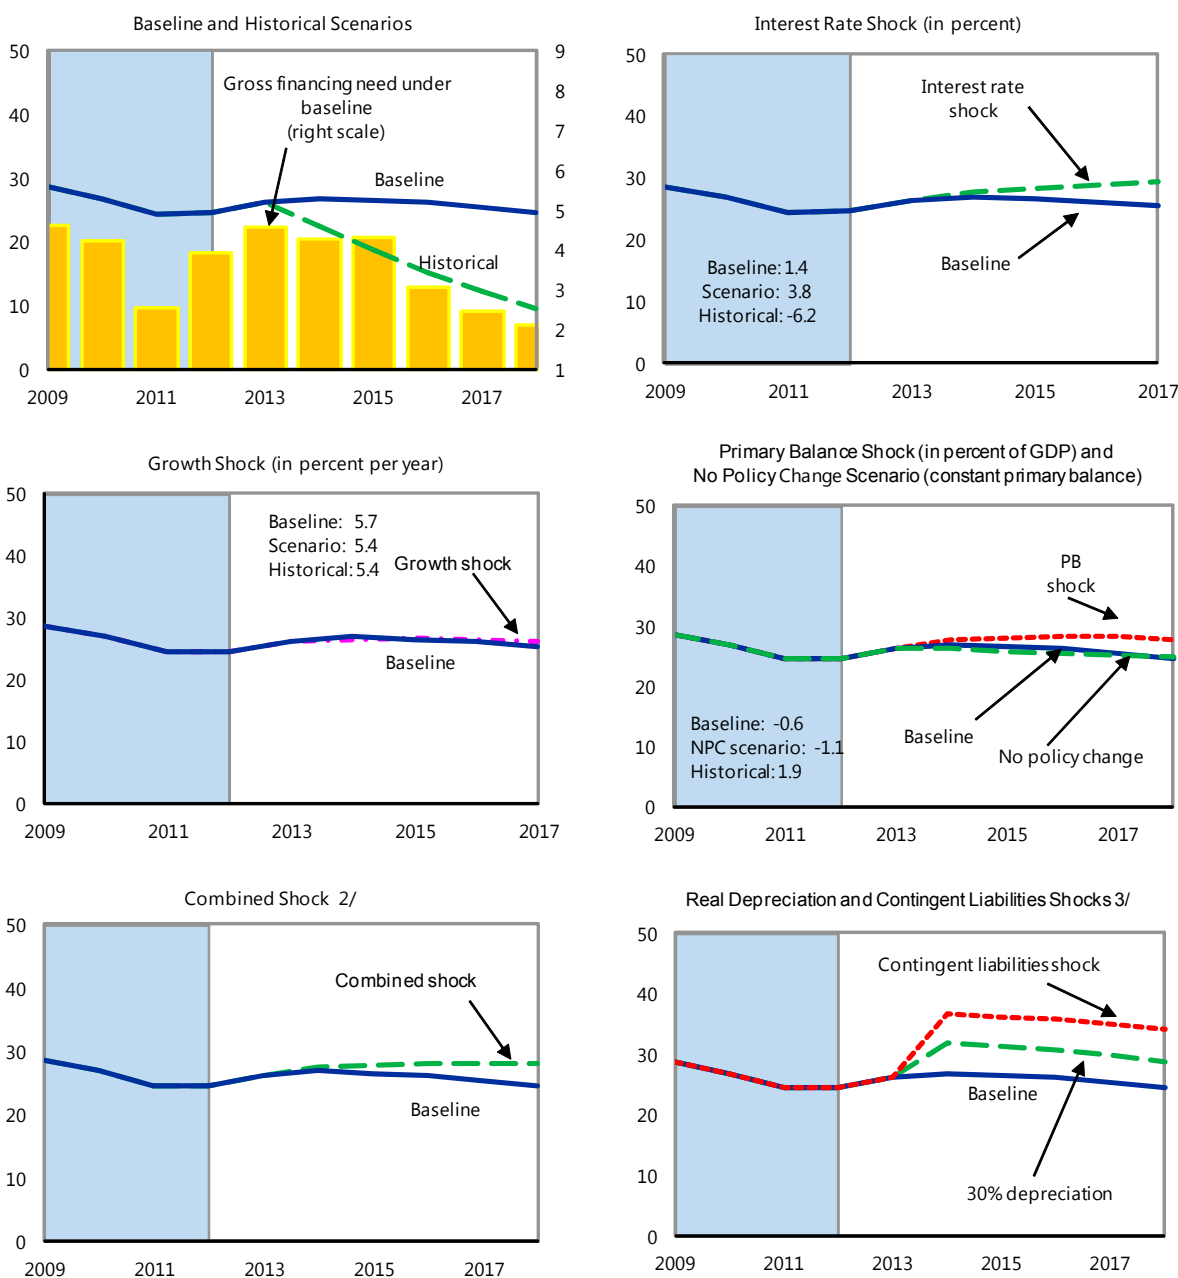 Baseline and Historical Scenarios
50
40
30
20
10
0
9
8
7
6
5
4
3
2
1
Gross financing need under
baseline
(right scale)
Baseline
Historical
2009 2011 2013 2015 2017
Interest Rate Shock (in percent)
50
40
30
20
10
0
Interest rate
shock
Baseline
Baseline: 1.4
Scenario: 3.8
Historical: -6.2
2009 2011 2013 2015 2017
Growth Shock (in percent per year)
50
40
30
20
10
0
Baseline: 5.7
Scenario: 5.4
Historical: 5.4
Growth shock
Baseline
2009 2011 2013 2015 2017
Primary Balance Shock (in percent of GDP) and
No Policy Change Scenario (constant primary balance)
50
40
30
20
10
0
PB
shock
Baseline: -0.6
NPC scenario: -1.1
Historical: 1.9
Baseline
No policy change
2009 2011 2013 2015 2017
Combined Shock 2/
50
40
30
20
10
0
Combined shock
Baseline
2009 2011 2013 2015 2017
Real Depreciation and Contingent Liabilities Shocks 3/
50
40
30
20
10
0
Contingent liabilities shock
Baseline
30% depreciation
2009 2011 2013 2015 2017